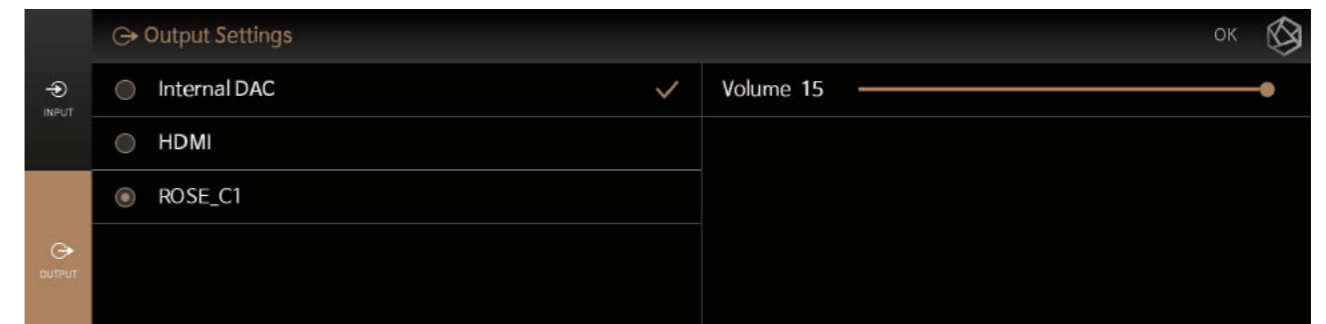 Output Settings
OK
INPUT
Internal DAC
Volume 15
HDMI
ROSE_C1
OUTPUT